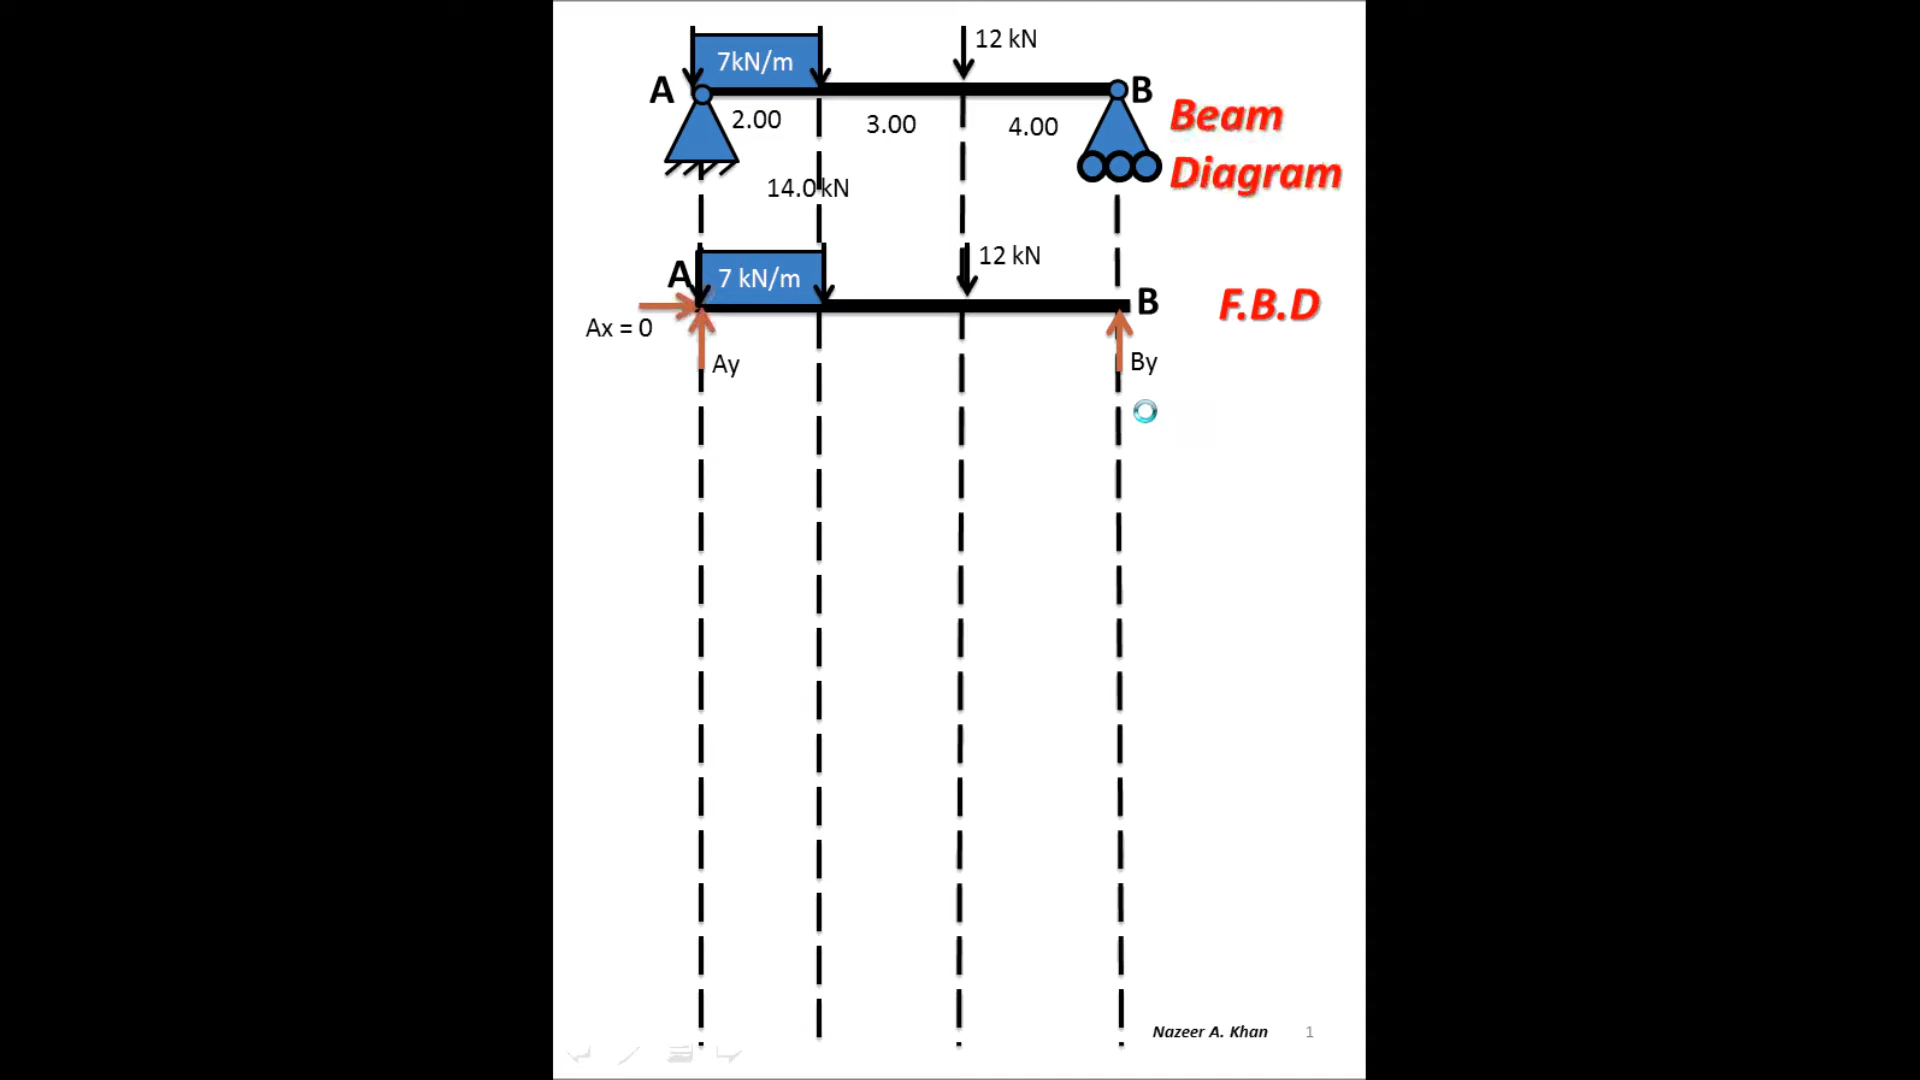 12 kN
7kN/m
A
B
2.00
3.00
4.00
Beam
Diagram
14.0 kN
12 kN
A
7 kN/m
B
F.B.D
Ax = 0
Ay
By
Nazeer A. Khan
1